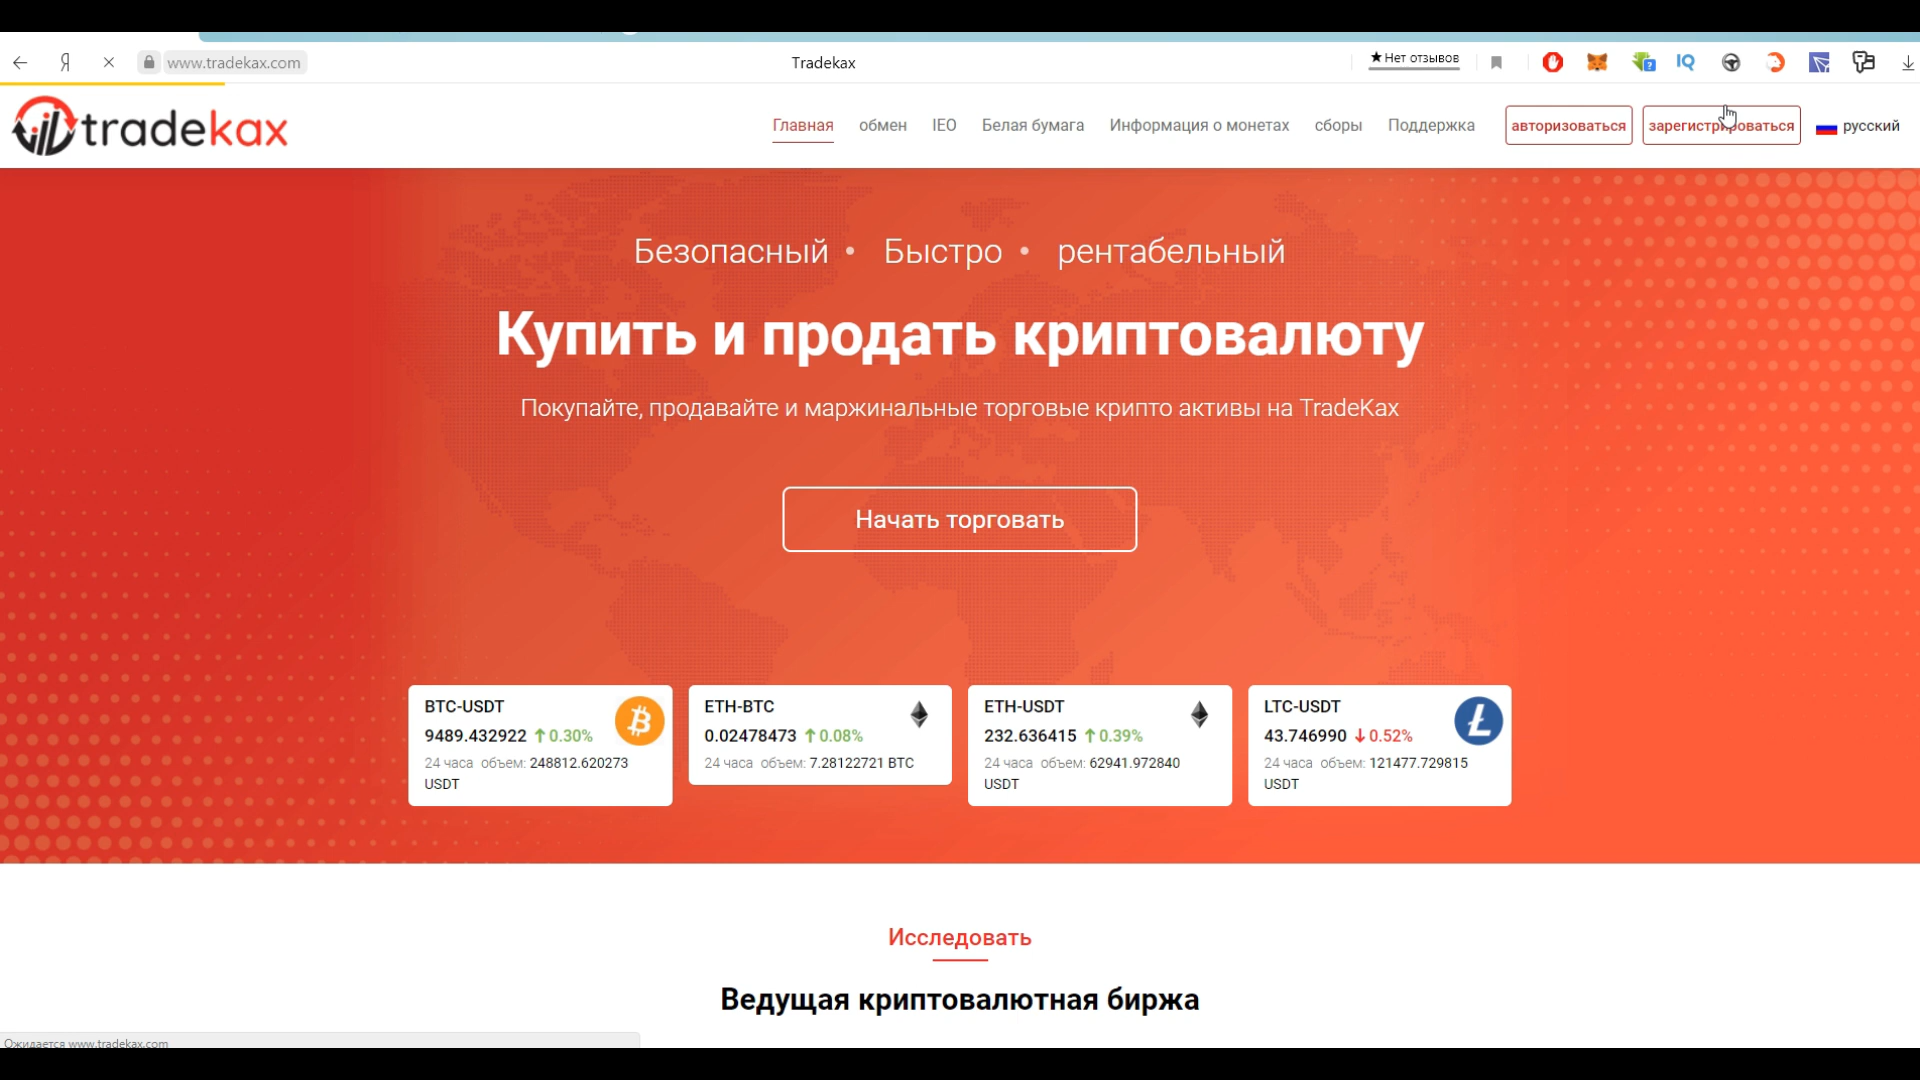 www.tradekax.com
Tradekax
★ Нет отзывов
tradekax
Главная
обмен
IEO
Белая бумага
Информация о монетах
сборы
Поддержка
авторизоваться
зарегистрироваться
русский
Безопасный • Быстро • рентабельный
Купить и продать криптовалюту
Покупайте, продавайте и маржинальные торговые крипто активы на TradeKax
Начать торговать
BTC-USDT
9489.432922 ↑ 0.30%
24 часа объем: 248812.620273
USDT
ETH-BTC
0.02478473 ↑ 0.08%
24 часа объем: 7.28122721 BTC
ETH-USDT
232.636415 ↑ 0.39%
24 часа объем: 62941.972840
USDT
LTC-USDT
43.746990 ↓ 0.52%
24 часа объем: 121477.729815
USDT
Исследовать
Ведущая криптовалютная биржа
Ожидается www.tradekax.com